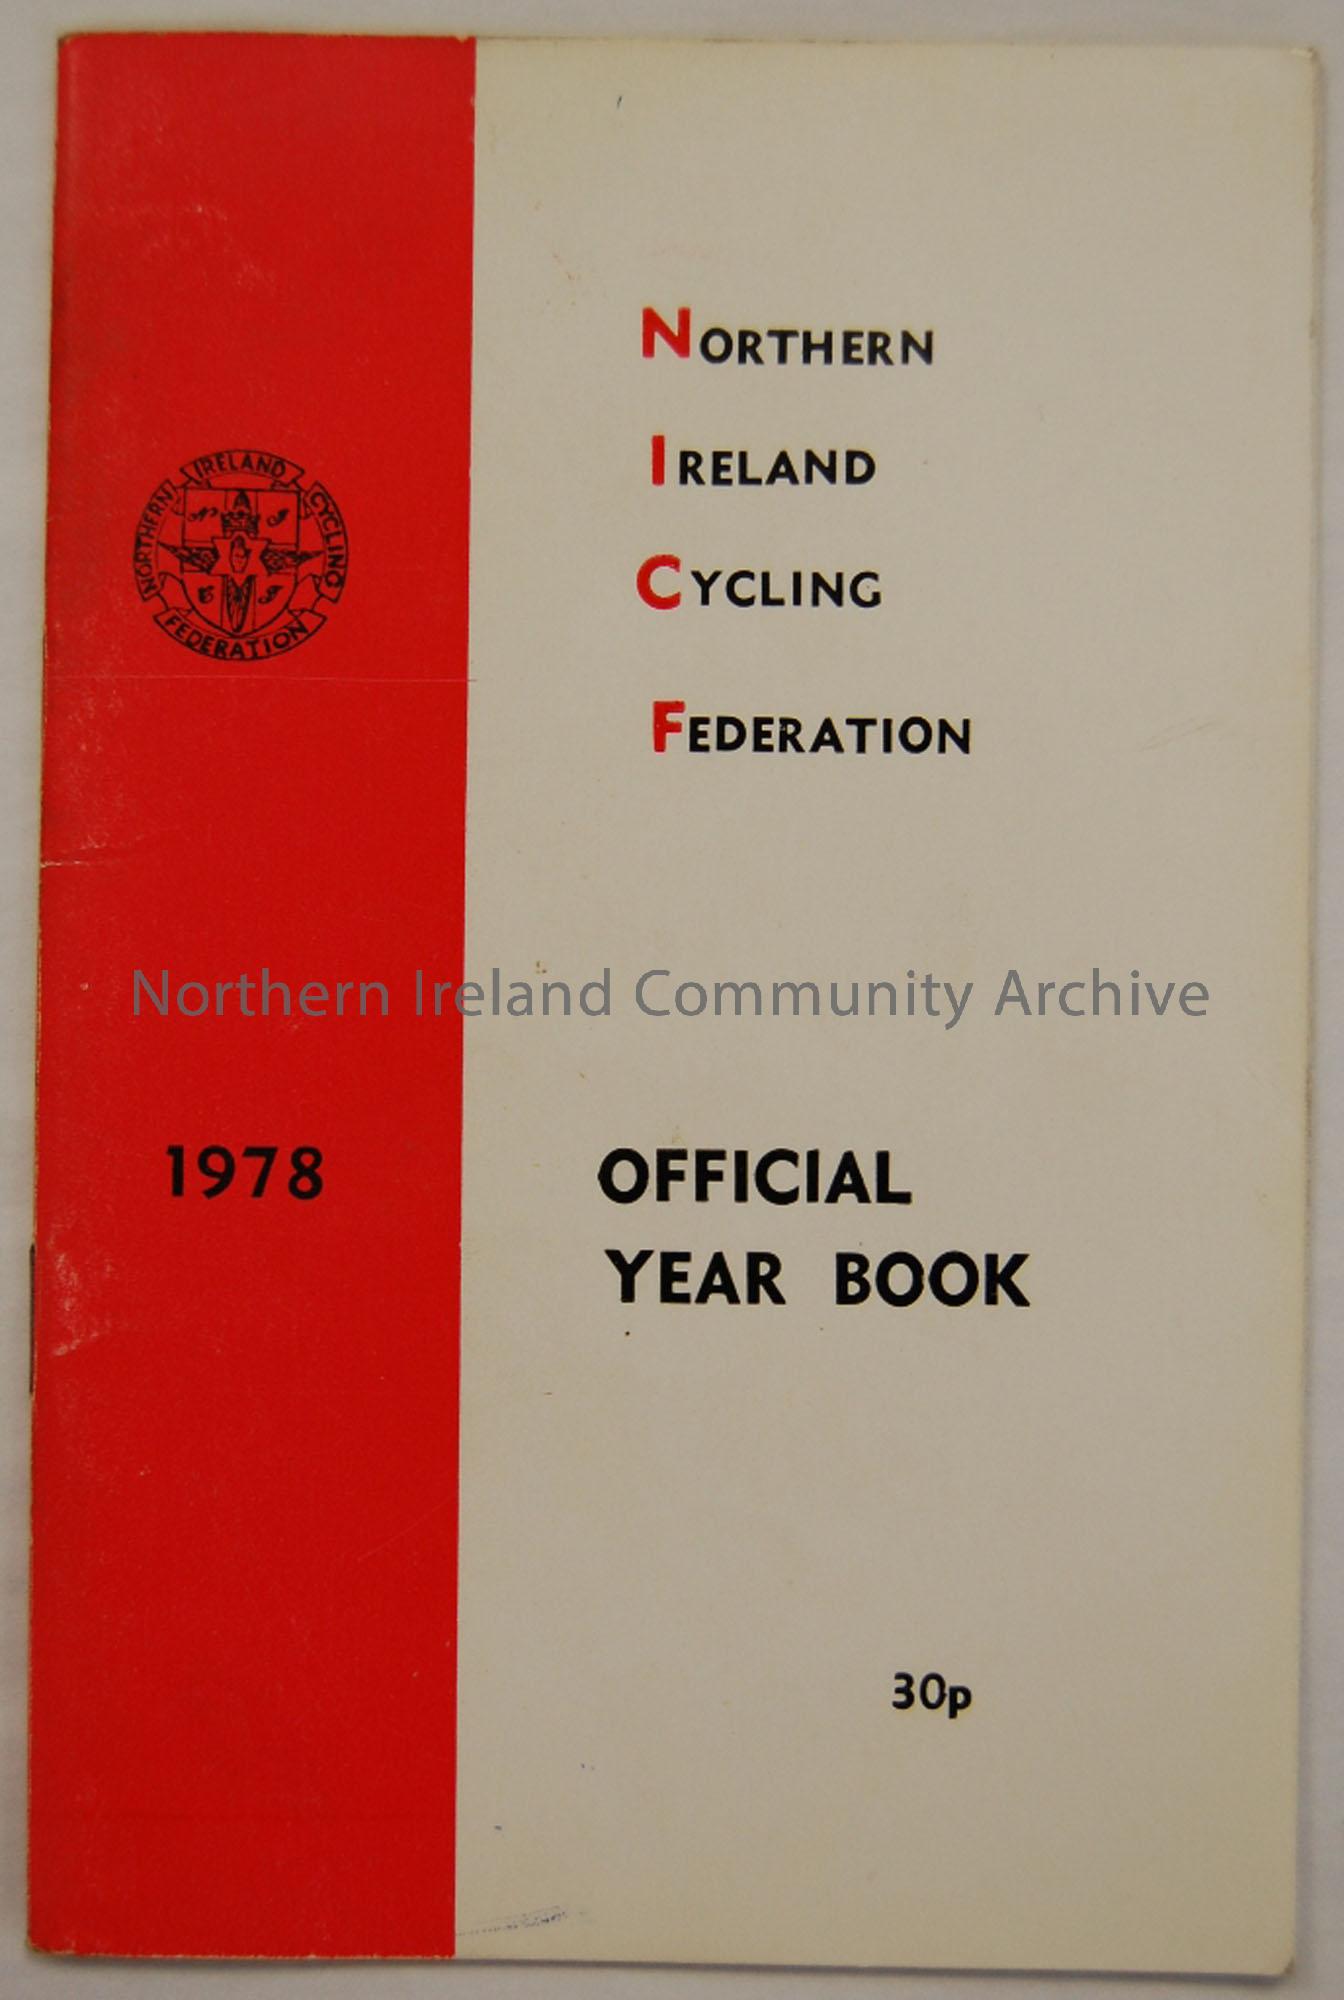 NORTHERN
IRELAND
CYCLING
FEDERATION
NORTHERN IRELAND CYCLING FEDERATION
N I
C F
Northern Ireland Community Archive
1978
OFFICIAL
YEAR BOOK
30p